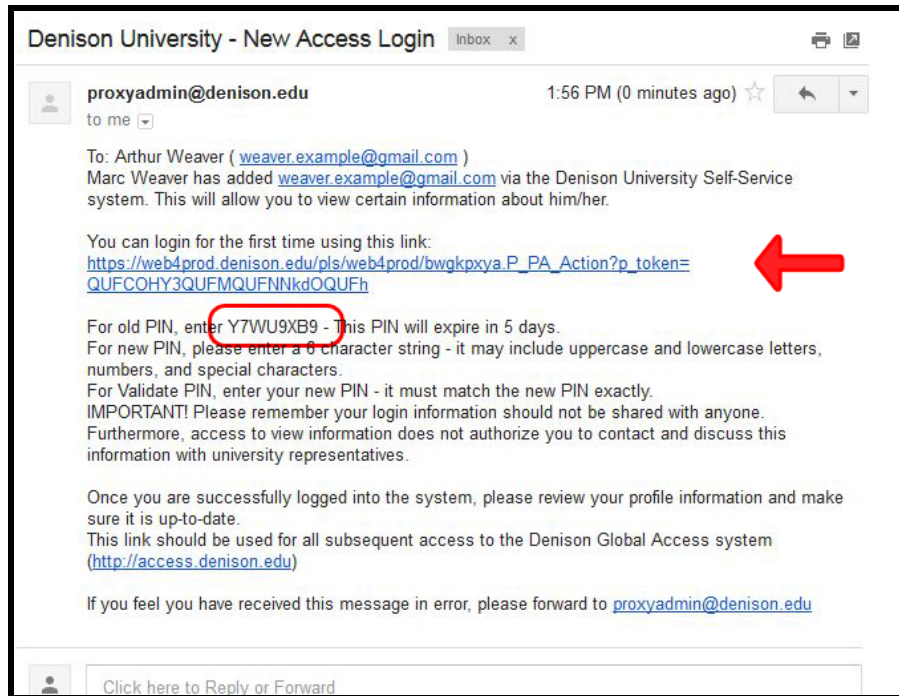 Denison University - New Access Login Inbox x
proxyadmin@denison.edu 1:56 PM (0 minutes ago)
to me
To: Arthur Weaver ( weaver.example@gmail.com )
Marc Weaver has added weaver.example@gmail.com via the Denison University Self-Service
system. This will allow you to view certain information about him/her.
You can login for the first time using this link:
https://web4prod.denison.edu/pls/web4prod/bwgkpxya.P_PA_Action?p_token=
QUFCOHY3QUFMQUFNNkdOQUFh
For old PIN, enter Y7WU9XB9 - This PIN will expire in 5 days.
For new PIN, please enter a 6 character string - it may include uppercase and lowercase letters,
numbers, and special characters.
For Validate PIN, enter your new PIN - it must match the new PIN exactly.
IMPORTANT! Please remember your login information should not be shared with anyone.
Furthermore, access to view information does not authorize you to contact and discuss this
information with university representatives.
Once you are successfully logged into the system, please review your profile information and make
sure it is up-to-date.
This link should be used for all subsequent access to the Denison Global Access system
(http://access.denison.edu)
If you feel you have received this message in error, please forward to proxyadmin@denison.edu
Click here to Reply or Forward